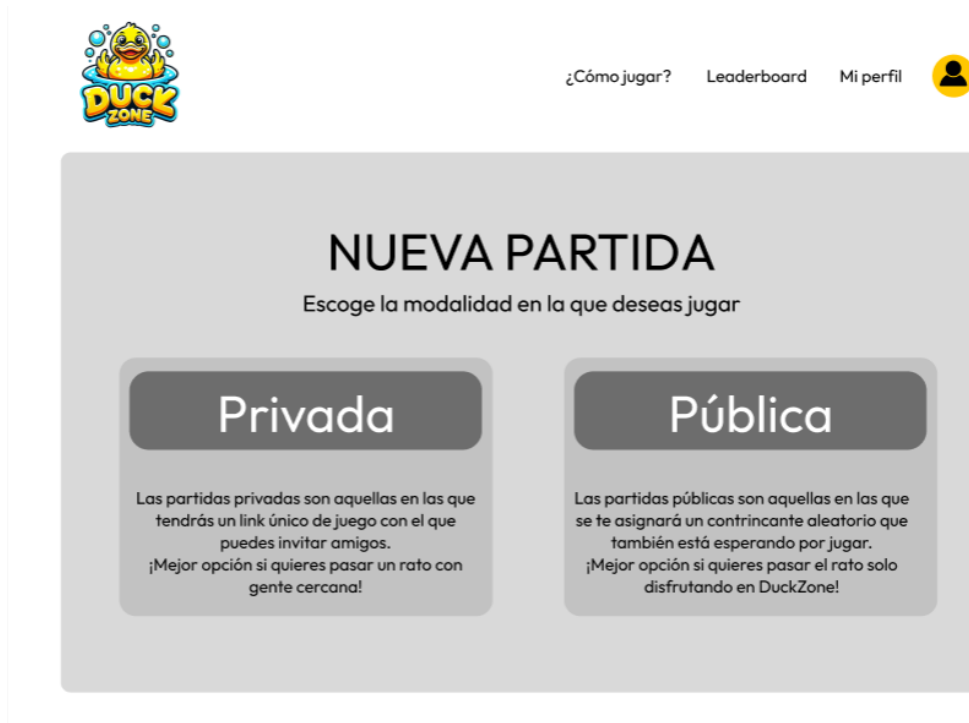 DUCK
ZONE
¿Cómo jugar? Leaderboard Mi perfil
NUEVA PARTIDA
Escoge la modalidad en la que deseas jugar
Privada
Las partidas privadas son aquellas en las que
tendrás un link único de juego con el que
puedes invitar amigos.
¡Mejor opción si quieres pasar un rato con
gente cercana!
Pública
Las partidas públicas son aquellas en las que
se te asignará un contrincante aleatorio que
también está esperando por jugar.
¡Mejor opción si quieres pasar el rato solo
disfrutando en DuckZone!